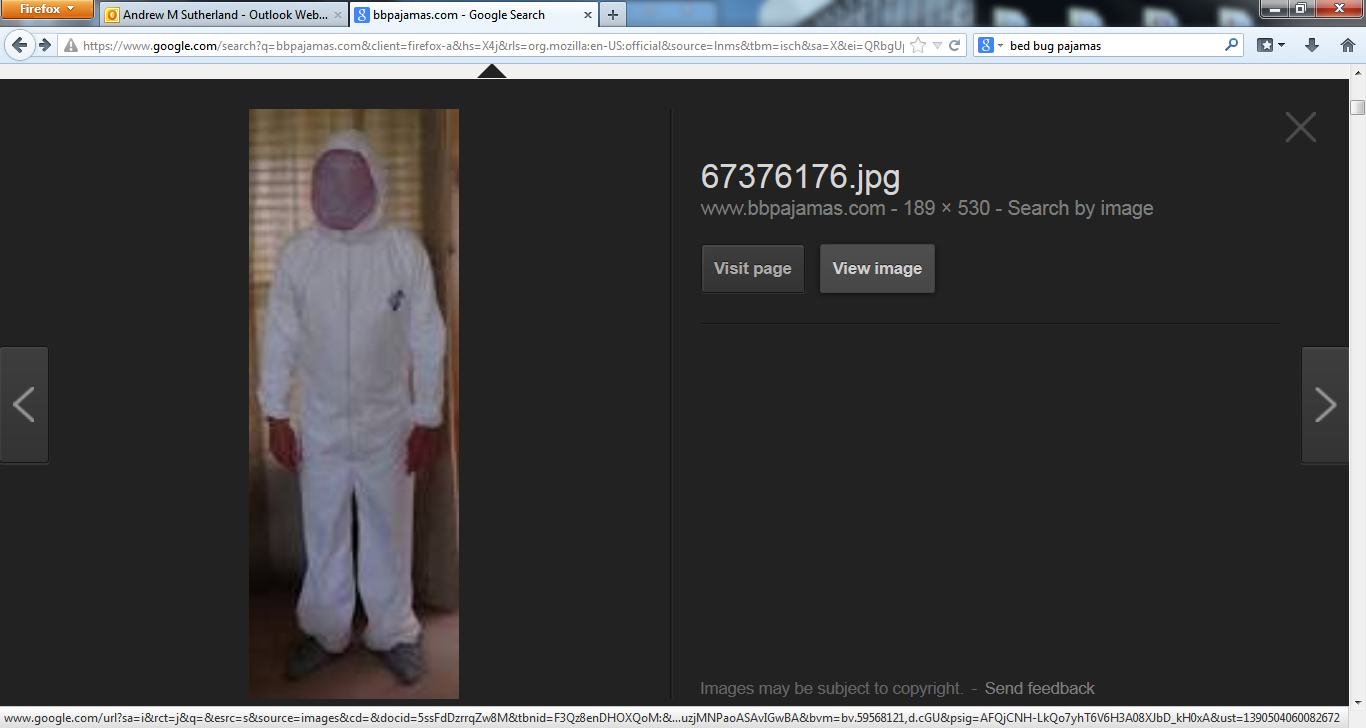 Firefox
Andrew M Sutherland - Outlook Web...
bbpajamas.com - Google Search
https://www.google.com/search?q=bbpajamas.com&client=firefox-a&hs=X4j&rls=org.mozilla:en-US:official&source=lnms&tbm=isch&sa=X&ei=QRbgU
bed bug pajamas
67376176.jpg
www.bbpajamas.com - 189 × 530 - Search by image
Visit page
View image
Images may be subject to copyright. - Send feedback
www.google.com/url?sa=i&rct=j&q=&esrc=s&source=images&cd=&docid=5ssFdDzrrqZw8M&tbnid=F3Qz8enDHOXQoM:&...uzjMNPaoASAvIGwBA&bvm=bv.59568121,d.cGU&psig=AFQjCNH-LkQo7yhT6V6H3A08XJbD_kH0xA&ust=1390504060082672